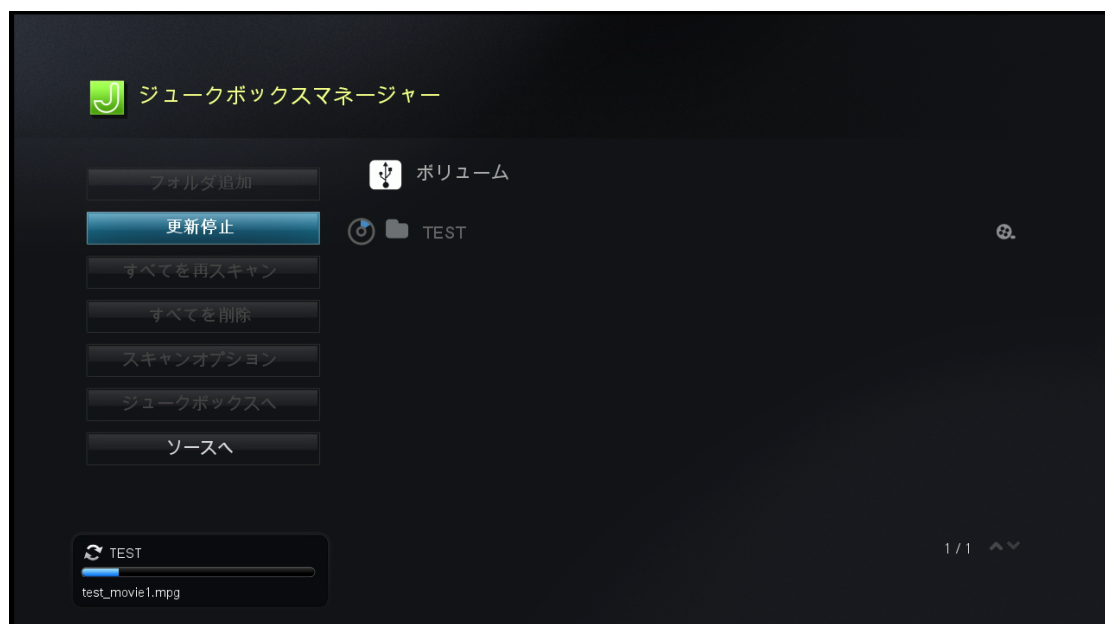 ジュークボックスマネージャー
フォルダ追加
更新停止
すべてを再スキャン
すべてを削除
スキャンオプション
ジュークボックスへ
ソースへ
ボリューム
TEST
1 / 1
TEST
test_movie1.mpg